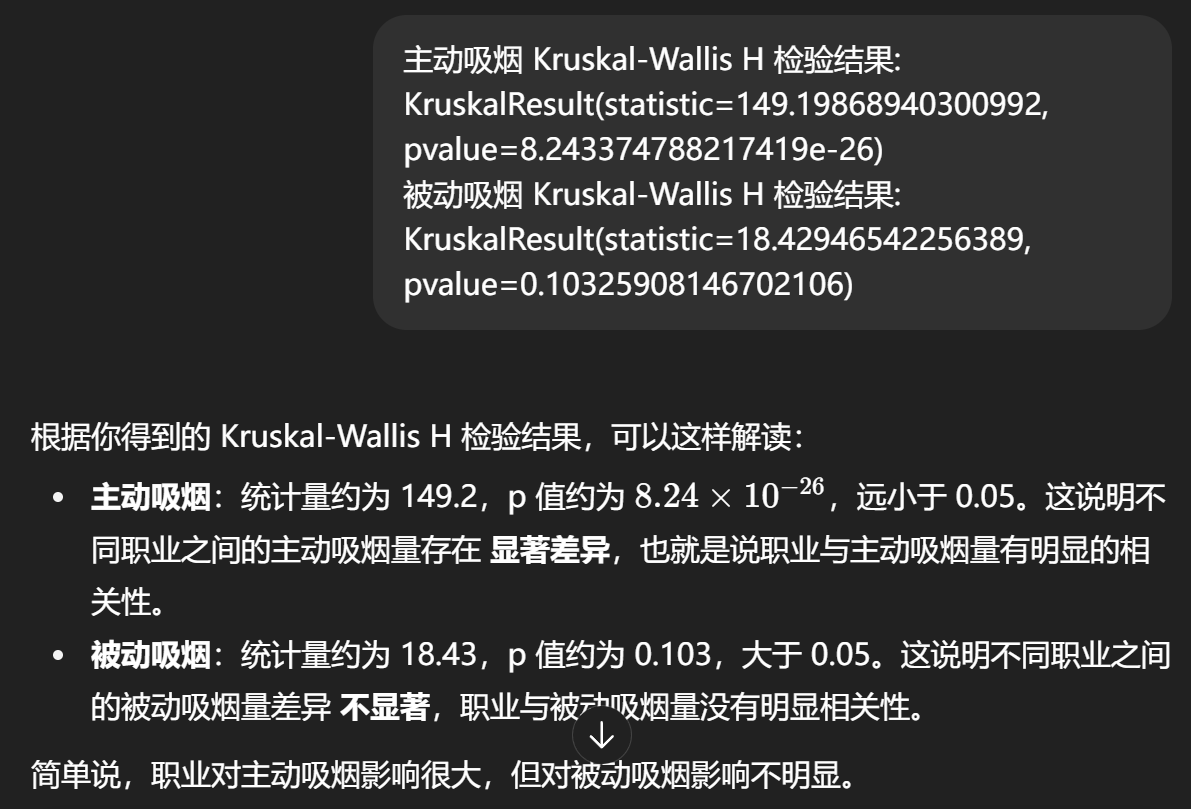 主动吸烟 Kruskal-Wallis H 检验结果:
KruskalResult(statistic=149.19868940300992,
pvalue=8.243374788217419e-26)
被动吸烟 Kruskal-Wallis H 检验结果:
KruskalResult(statistic=18.42946542256389,
pvalue=0.10325908146702106)
根据你得到的 Kruskal-Wallis H 检验结果，可以这样解读：
• 主动吸烟：统计量约为 149.2，p 值约为 8.24 × 10⁻²⁶，远小于 0.05。这说明不
同职业之间的主动吸烟量存在 显著差异，也就是说职业与主动吸烟量有明显的相
关性。
• 被动吸烟：统计量约为 18.43，p 值约为 0.103，大于 0.05。这说明不同职业之间
的被动吸烟量差异 不显著，职业与被动吸烟量没有明显相关性。
简单说，职业对主动吸烟影响很大，但对被动吸烟影响不明显。